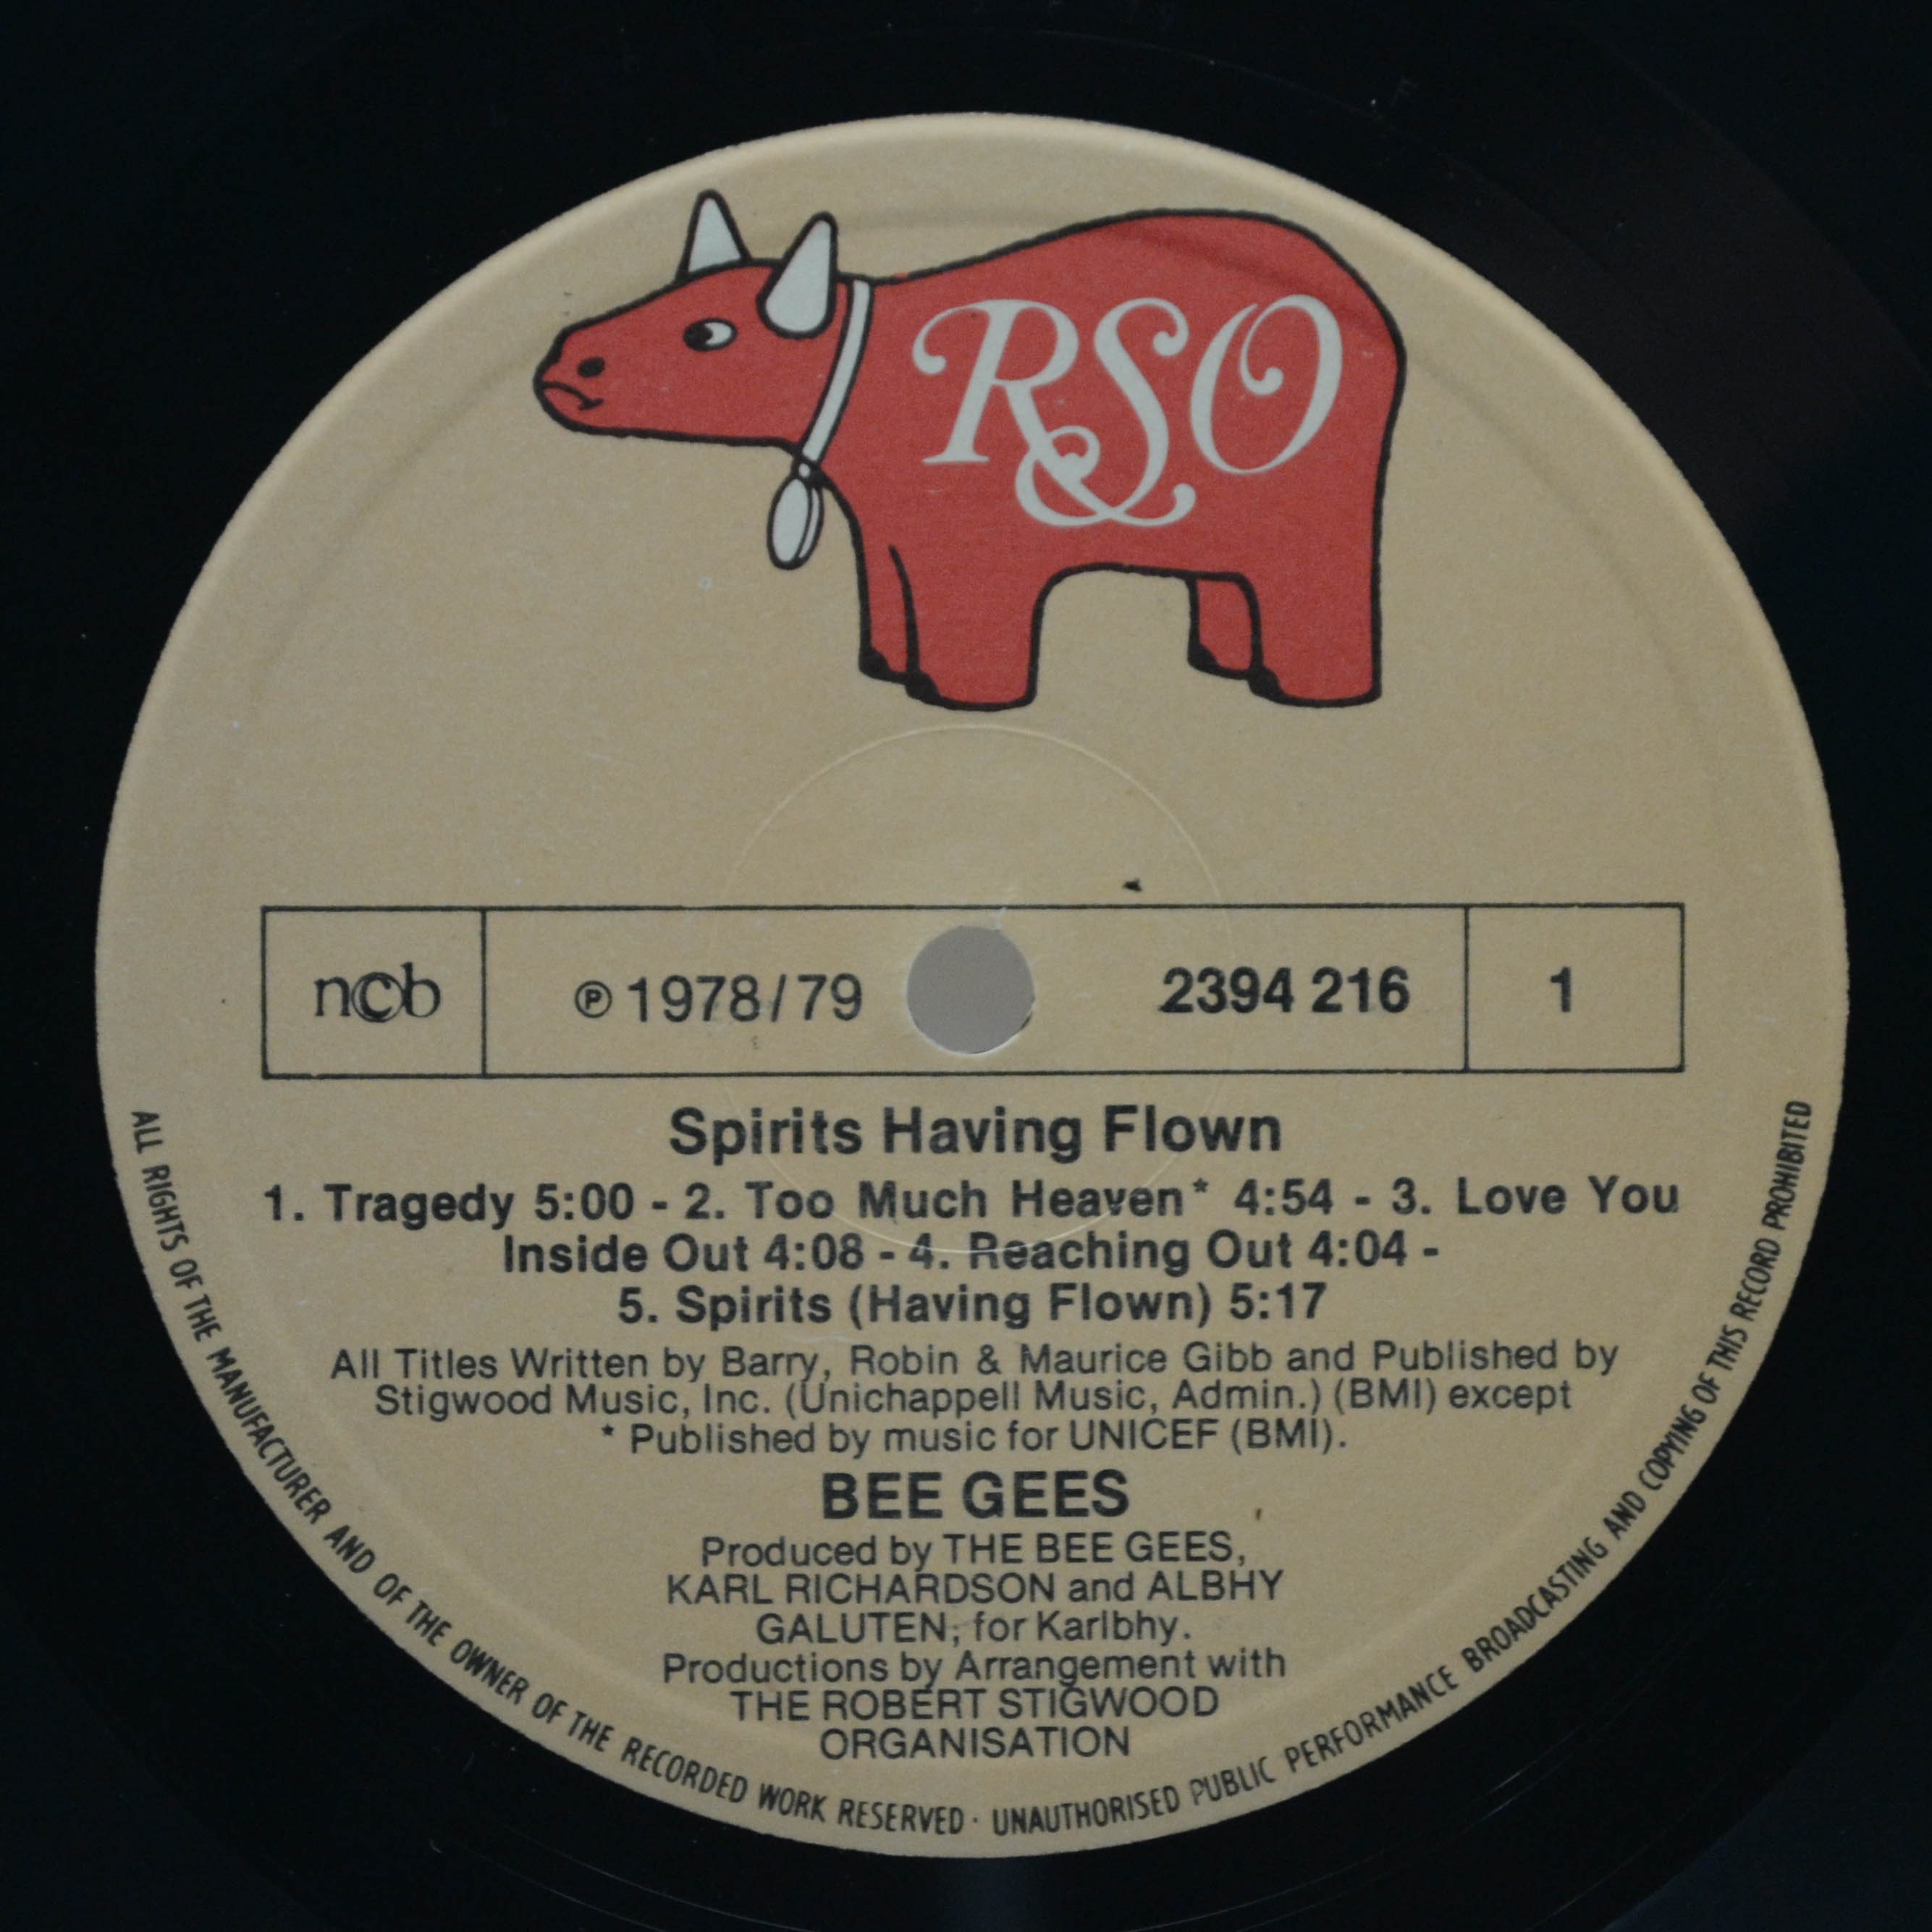 RSO
ncb
℗ 1978/79
2394 216
1
Spirits Having Flown
1. Tragedy 5:00 - 2. Too Much Heaven* 4:54 - 3. Love You
Inside Out 4:08 - 4. Reaching Out 4:04 -
5. Spirits (Having Flown) 5:17
All Titles Written by Barry, Robin & Maurice Gibb and Published by
Stigwood Music, Inc. (Unichappell Music, Admin.) (BMI) except
* Published by music for UNICEF (BMI).
BEE GEES
Produced by THE BEE GEES,
KARL RICHARDSON and ALBHY
GALUTEN, for Karlbhy.
Productions by Arrangement with
THE ROBERT STIGWOOD
ORGANISATION
ALL RIGHTS OF THE MANUFACTURER AND OF THE OWNER OF THE RECORDED WORK RESERVED · UNAUTHORISED PUBLIC PERFORMANCE BROADCASTING AND COPYING OF THIS RECORD PROHIBITED